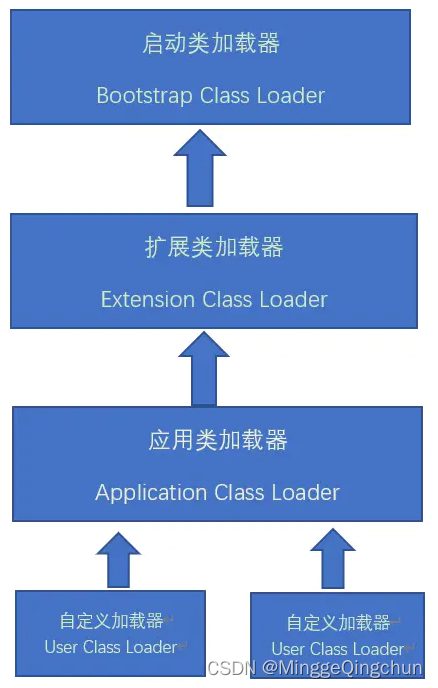 启动类加载器
Bootstrap Class Loader
扩展类加载器
Extension Class Loader
应用类加载器
Application Class Loader
自定义加载器
User Class Loader
自定义加载器
User Class Loader
CSDN @MinggeQingchun